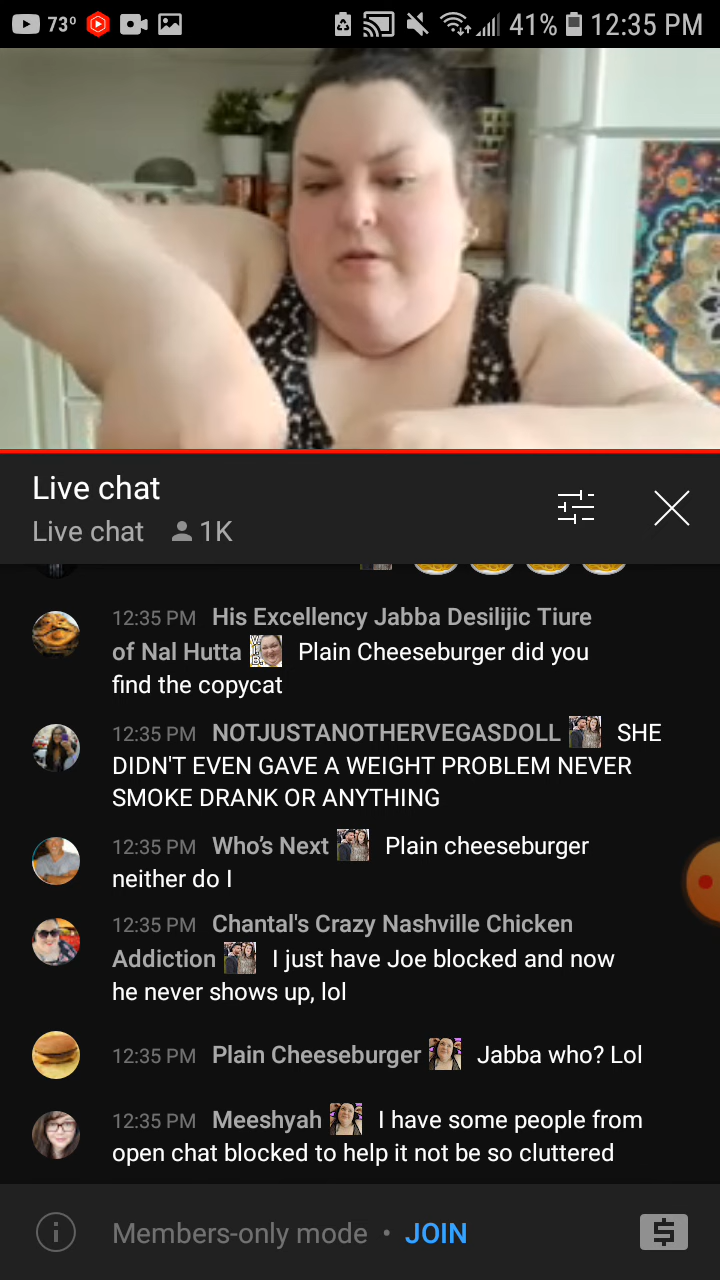 73° 41% 12:35 PM
Live chat
Live chat 1K
12:35 PM His Excellency Jabba Desilijic Tiure
of Nal Hutta Plain Cheeseburger did you
find the copycat
12:35 PM NOTJUSTANOTHERVEGASDOLL SHE
DIDN'T EVEN GAVE A WEIGHT PROBLEM NEVER
SMOKE DRANK OR ANYTHING
12:35 PM Who’s Next Plain cheeseburger
neither do I
12:35 PM Chantal's Crazy Nashville Chicken
Addiction I just have Joe blocked and now
he never shows up, lol
12:35 PM Plain Cheeseburger Jabba who? Lol
12:35 PM Meeshyah I have some people from
open chat blocked to help it not be so cluttered
Members-only mode • JOIN